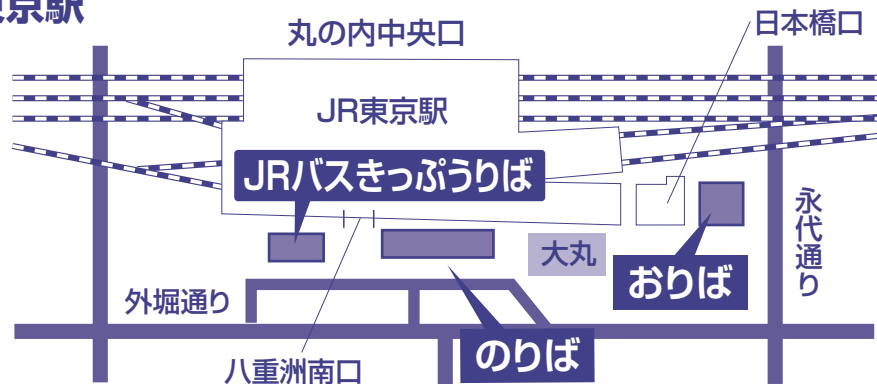 京駅
丸の内中央口
日本橋口
JR東京駅
JRバスきっぷうりば
永代通り
大丸
おりば
外堀通り
のりば
八重洲南口